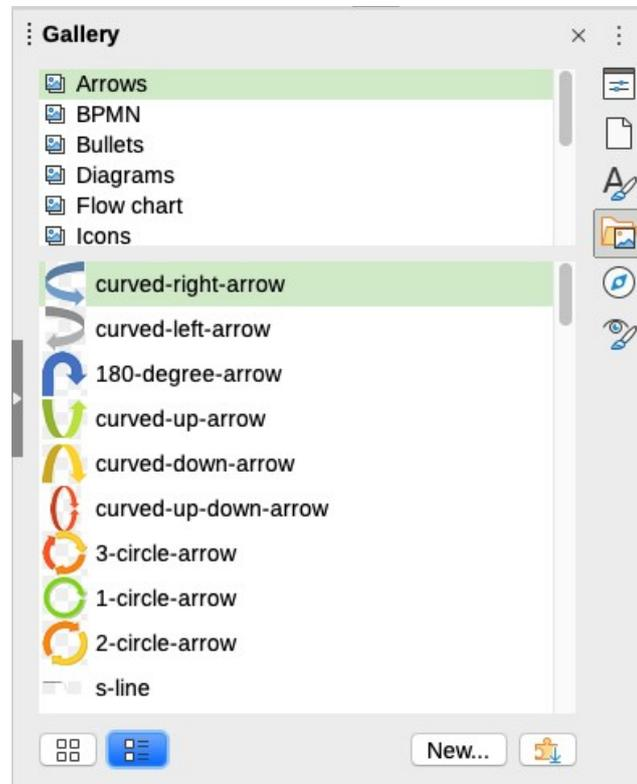 Gallery
Arrows
BPMN
Bullets
Diagrams
Flow chart
Icons
curved-right-arrow
curved-left-arrow
180-degree-arrow
curved-up-arrow
curved-down-arrow
curved-up-down-arrow
3-circle-arrow
1-circle-arrow
2-circle-arrow
s-line
New...